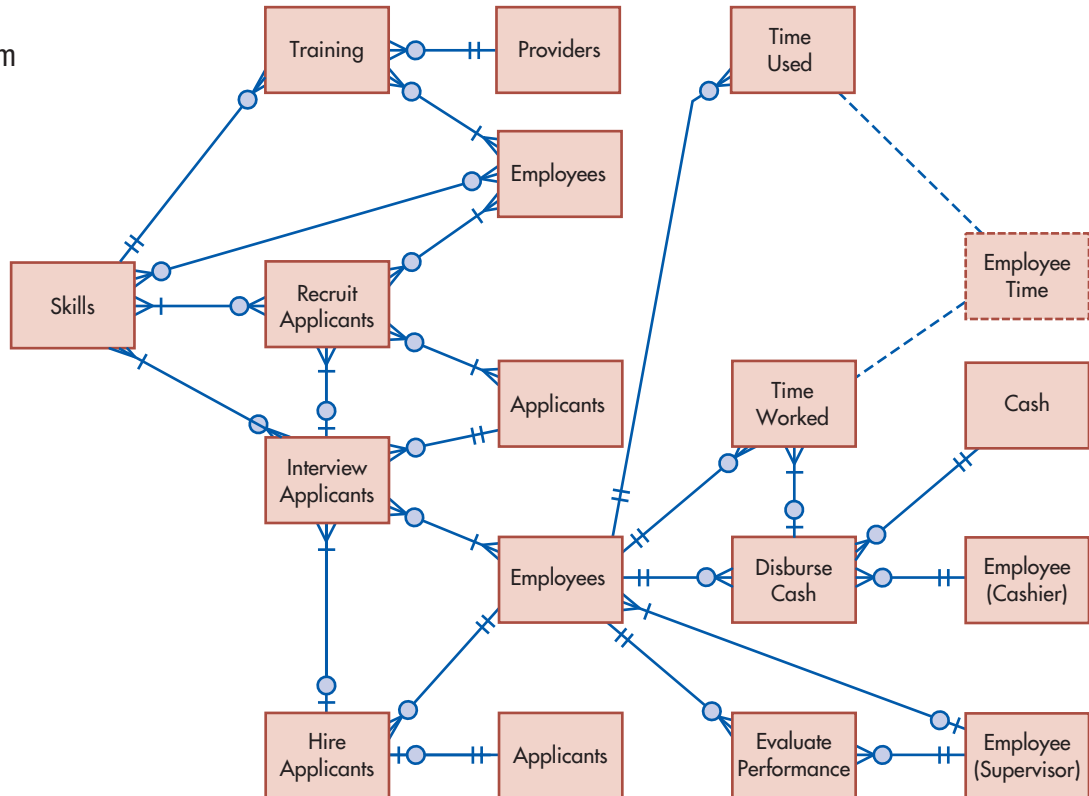 m
Training
Providers
Time
Used
Employees
Employee
Time
Skills
Recruit
Applicants
Applicants
Time
Worked
Cash
Interview
Applicants
Employees
Disburse
Cash
Employee
(Cashier)
Hire
Applicants
Applicants
Evaluate
Performance
Employee
(Supervisor)